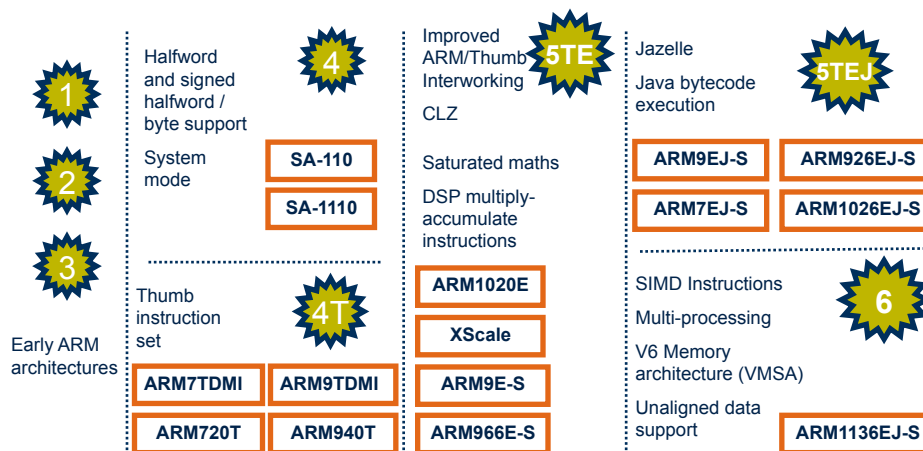 1
2
3
Early ARM
architectures
Halfword
and signed
halfword /
byte support
System
mode
4
SA-110
SA-1110
Thumb
instruction
set
4T
ARM7TDMI
ARM9TDMI
ARM720T
ARM940T
Improved
ARM/Thumb
Interworking
CLZ
5TE
Saturated maths
DSP multiply-
accumulate
instructions
ARM1020E
XScale
ARM9E-S
ARM966E-S
Jazelle
Java bytecode
execution
5TEJ
ARM9EJ-S
ARM926EJ-S
ARM7EJ-S
ARM1026EJ-S
SIMD Instructions
Multi-processing
V6 Memory
architecture (VMSA)
Unaligned data
support
6
ARM1136EJ-S